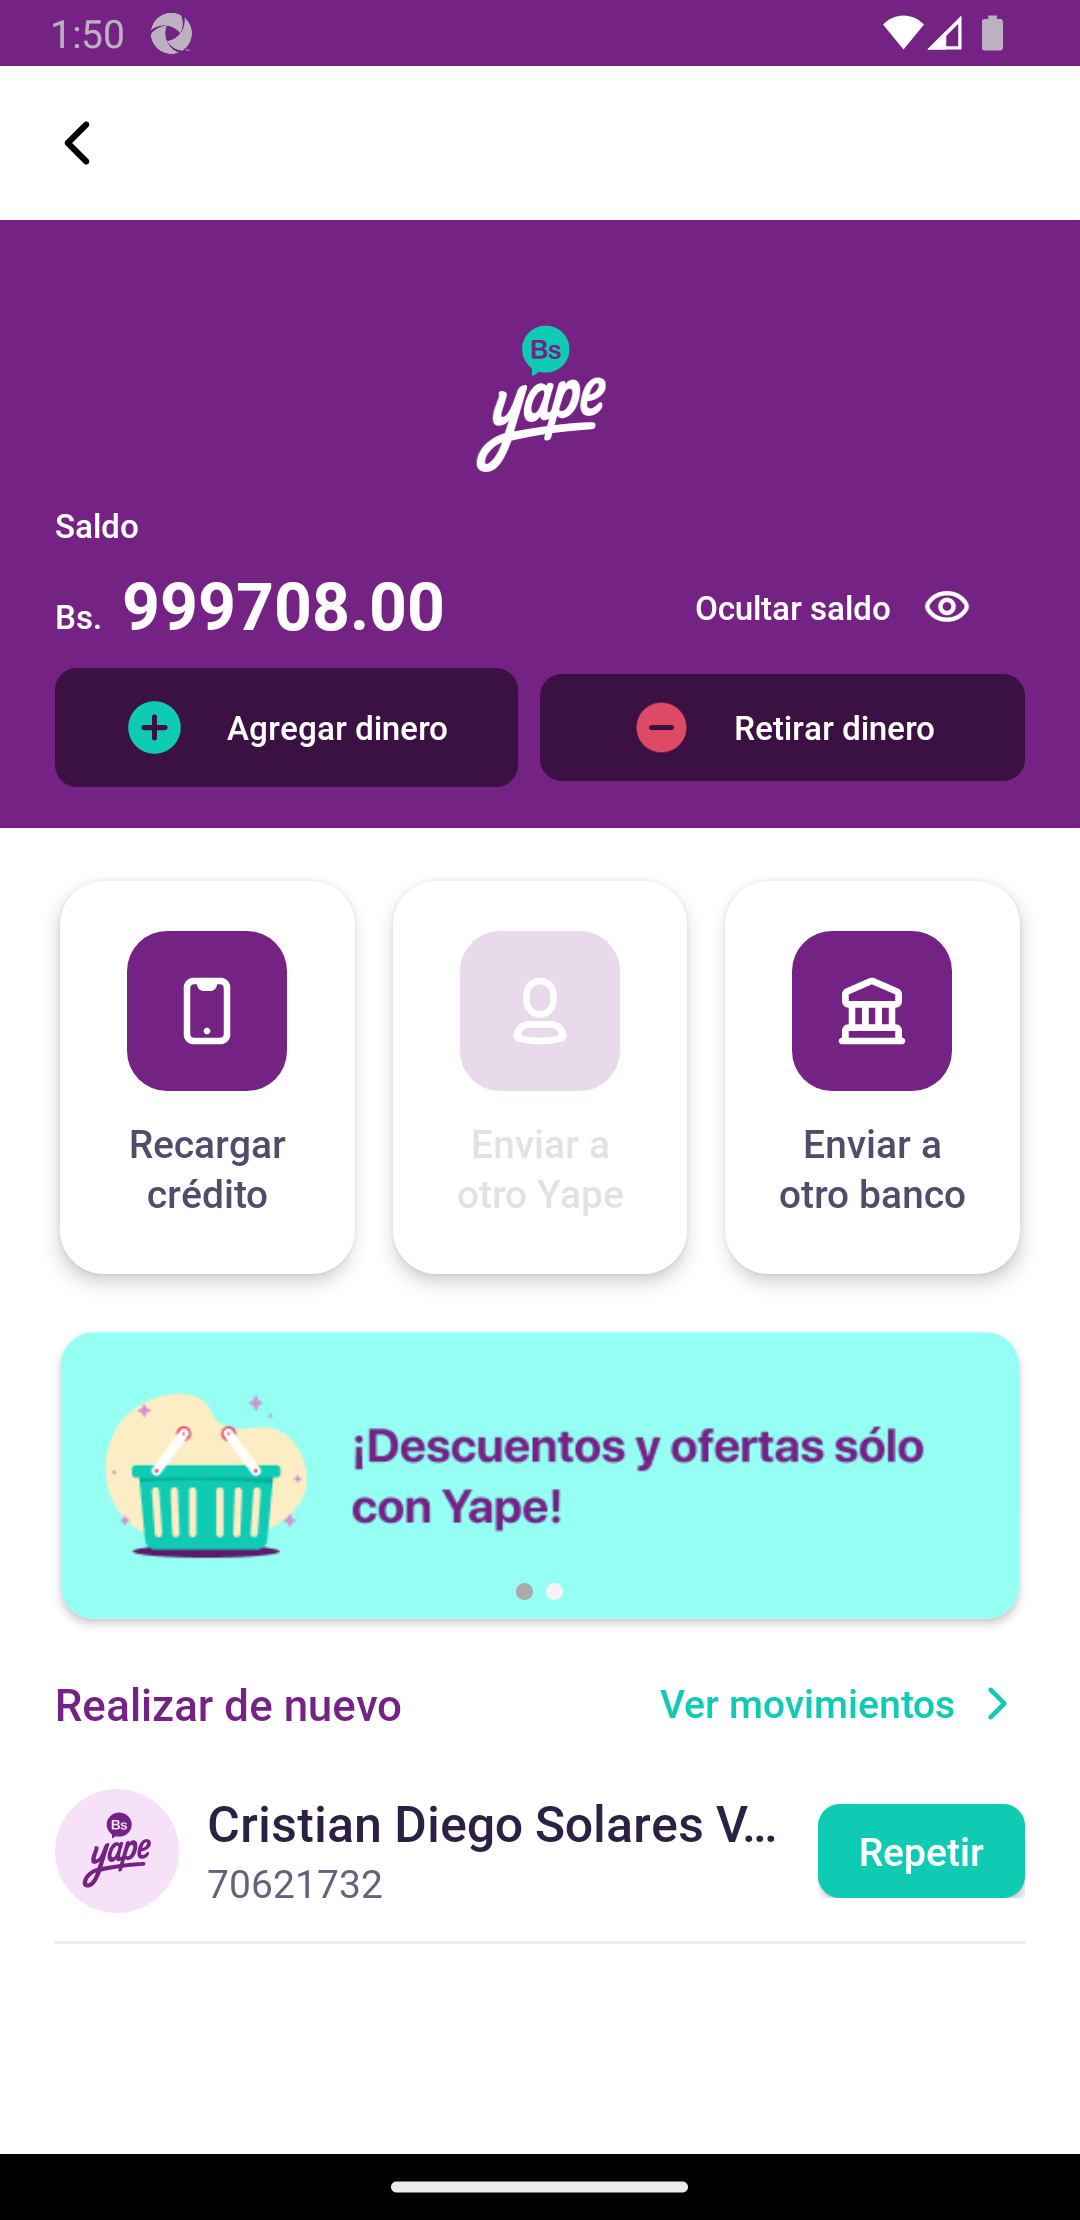 1:50
Bs
yape
Saldo
Bs. 999708.00
Ocultar saldo
Agregar dinero
Retirar dinero
Recargar
crédito
Enviar a
otro Yape
Enviar a
otro banco
¡Descuentos y ofertas sólo
con Yape!
Realizar de nuevo
Ver movimientos
Bs
yape
Cristian Diego Solares V...
70621732
Repetir